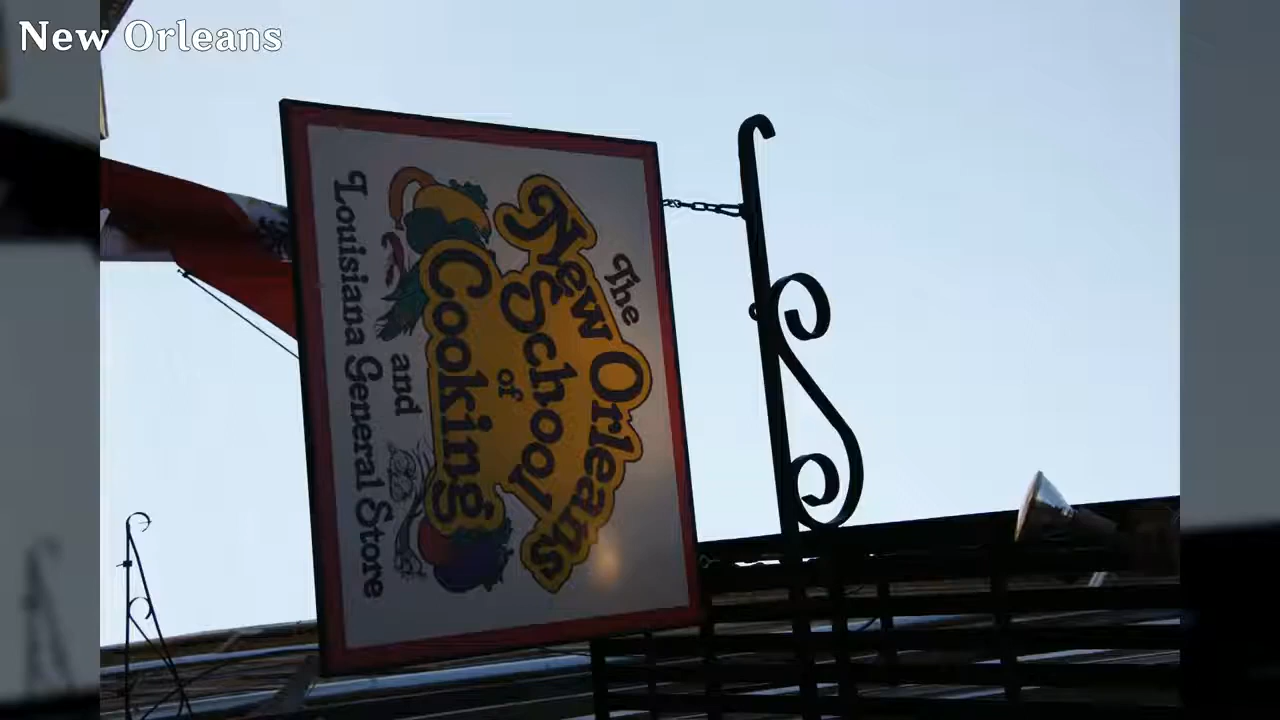 New Orleans
The
New Orleans
School
of
Cooking
and
Louisiana General Store